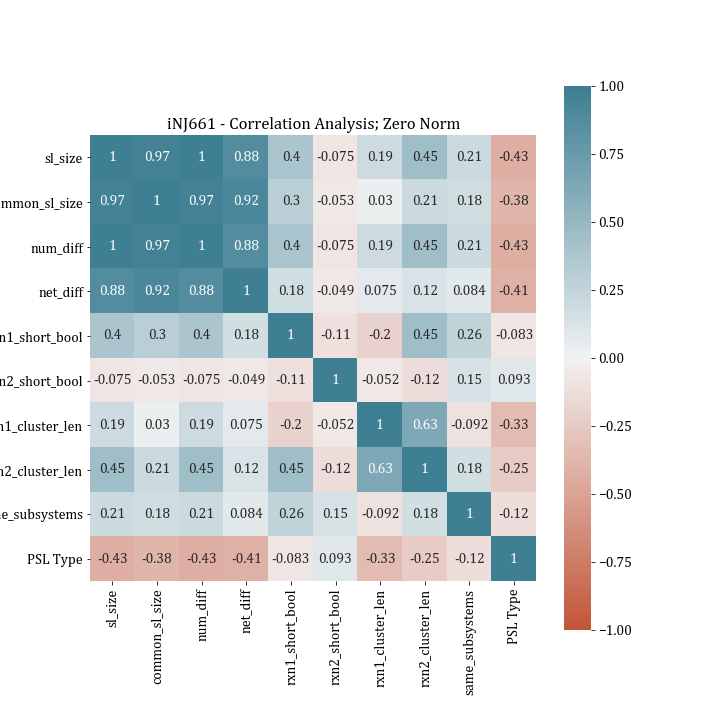 iNJ661 - Correlation Analysis; Zero Norm
sl_size 1 0.97 1 0.88 0.4 -0.075 0.19 0.45 0.21 -0.43
mmon_sl_size 0.97 1 0.97 0.92 0.3 -0.053 0.03 0.21 0.18 -0.38
num_diff 1 0.97 1 0.88 0.4 -0.075 0.19 0.45 0.21 -0.43
net_diff 0.88 0.92 0.88 1 0.18 -0.049 0.075 0.12 0.084 -0.41
n1_short_bool 0.4 0.3 0.4 0.18 1 -0.11 -0.2 0.45 0.26 -0.083
n2_short_bool -0.075 -0.053 -0.075 -0.049 -0.11 1 -0.052 -0.12 0.15 0.093
n1_cluster_len 0.19 0.03 0.19 0.075 -0.2 -0.052 1 0.63 -0.092 -0.33
n2_cluster_len 0.45 0.21 0.45 0.12 0.45 -0.12 0.63 1 0.18 -0.25
ne_subsystems 0.21 0.18 0.21 0.084 0.26 0.15 -0.092 0.18 1 -0.12
PSL Type -0.43 -0.38 -0.43 -0.41 -0.083 0.093 -0.33 -0.25 -0.12 1
sl_size
common_sl_size
num_diff
net_diff
rxn1_short_bool
rxn2_short_bool
rxn1_cluster_len
rxn2_cluster_len
same_subsystems
PSL Type
1.00
0.75
0.50
0.25
0.00
−0.25
−0.50
−0.75
−1.00